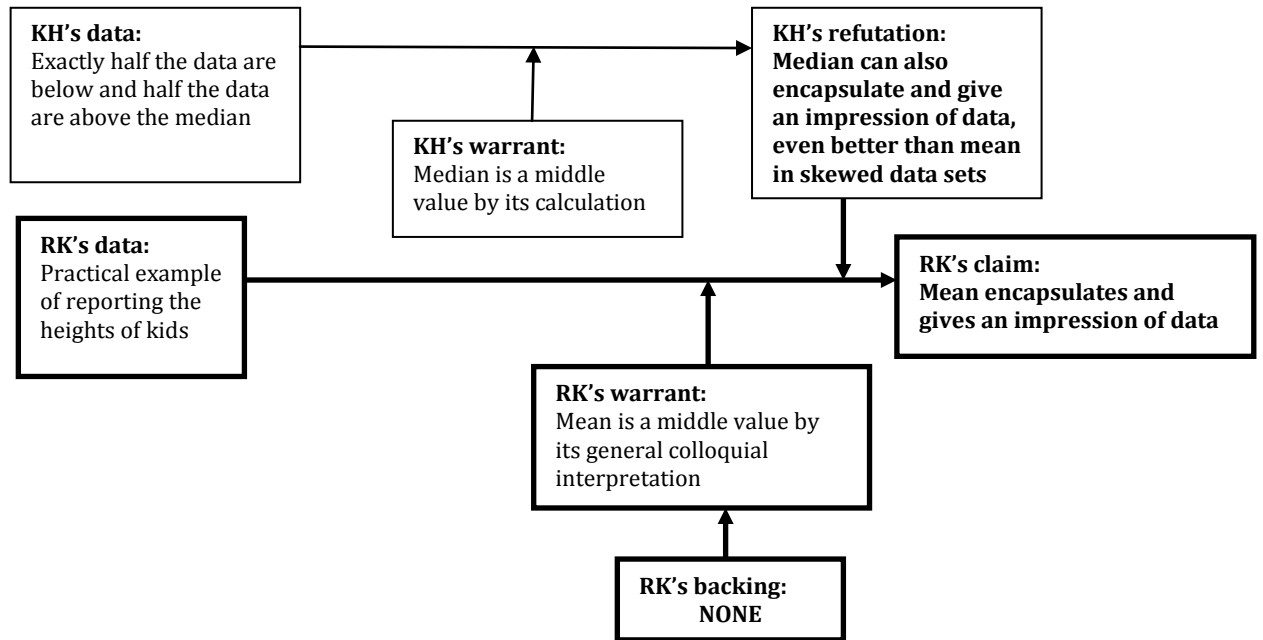 KH’s data:
Exactly half the data are
below and half the data
are above the median
KH’s warrant:
Median is a middle
value by its calculation
KH’s refutation:
Median can also
encapsulate and give
an impression of data,
even better than mean
in skewed data sets
RK’s data:
Practical example
of reporting the
heights of kids
RK’s claim:
Mean encapsulates and
gives an impression of data
RK’s warrant:
Mean is a middle value by
its general colloquial
interpretation
RK’s backing:
NONE